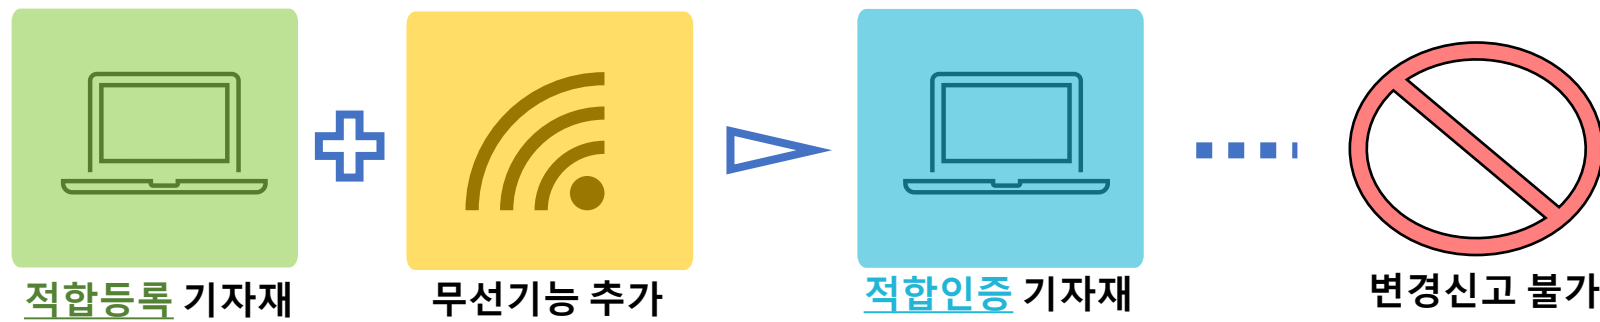 적합등록 기자재
무선기능 추가
적합인증 기자재
변경신고 불가